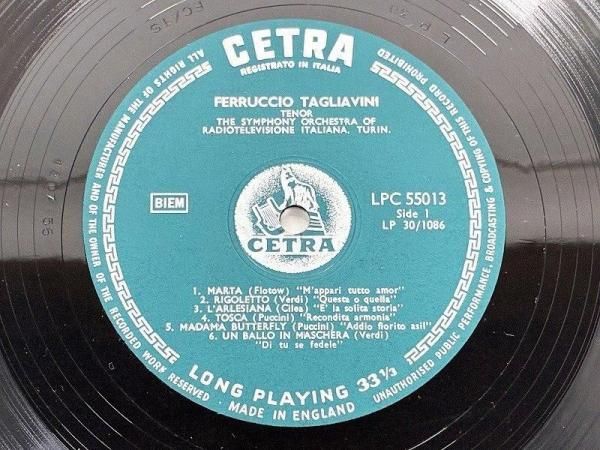 CETRA
REGISTRATO IN ITALIA
FERRUCCIO TAGLIAVINI
TENOR
THE SYMPHONY ORCHESTRA OF
RADIOTELEVISIONE ITALIANA. TURIN.
BIEM
LPC 55013
Side 1
LP 30/1086
CETRA
1. MARTA (Flotow) "M'appari tutto amor"
2. RIGOLETTO (Verdi) "Questa o quella"
3. L'ARLESIANA (Cilea) "E' la solita storia"
4. TOSCA (Puccini) "Recondita armonia"
5. MADAMA BUTTERFLY (Puccini) "Addio fiorito asil"
6. UN BALLO IN MASCHERA (Verdi)
"Di tu se fedele"
LONG PLAYING 33 1/3
MADE IN ENGLAND
ALL RIGHTS OF THE MANUFACTURER AND OF THE OWNER OF THE RECORDED WORK RESERVED
UNAUTHORISED PUBLIC PERFORMANCE, BROADCASTING & COPYING OF THIS RECORD PROHIBITED
FC/TS